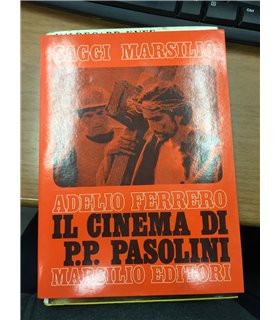 SAGGI MARSILIO
ADELIO FERRERO
IL CINEMA DI
P.P. PASOLINI
MARSILIO EDITORI